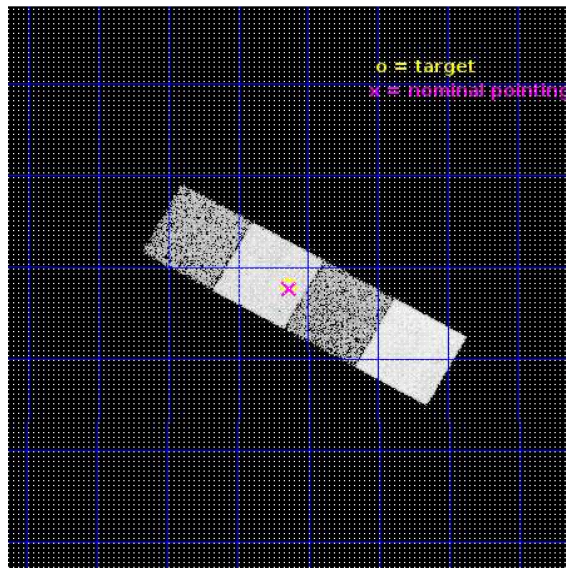 o = target
x = nominal pointing